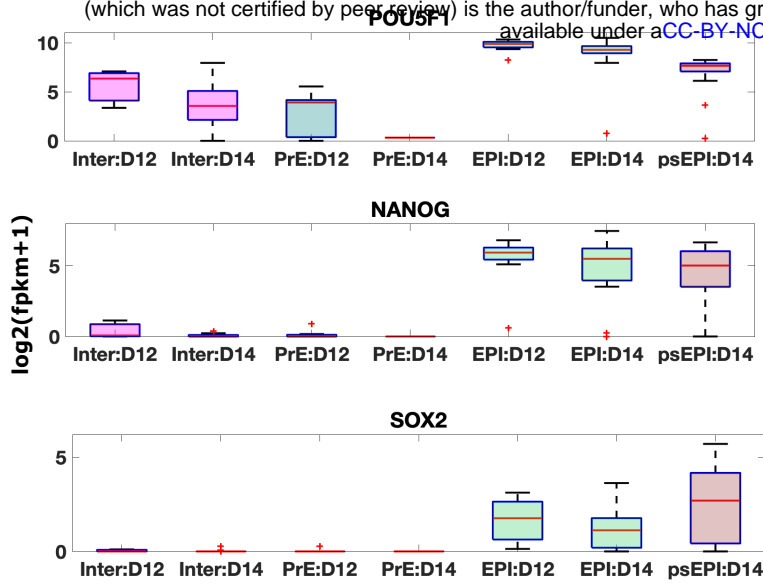 (which was not certified by peer review) is the author/funder, who has gr
available under aCC-BY-NC
POU5F1
10
5
0
Inter:D12 Inter:D14 PrE:D12 PrE:D14 EPI:D12 EPI:D14 psEPI:D14
NANOG
5
0
Inter:D12 Inter:D14 PrE:D12 PrE:D14 EPI:D12 EPI:D14 psEPI:D14
log2(fpkm+1)
SOX2
5
0
Inter:D12 Inter:D14 PrE:D12 PrE:D14 EPI:D12 EPI:D14 psEPI:D14